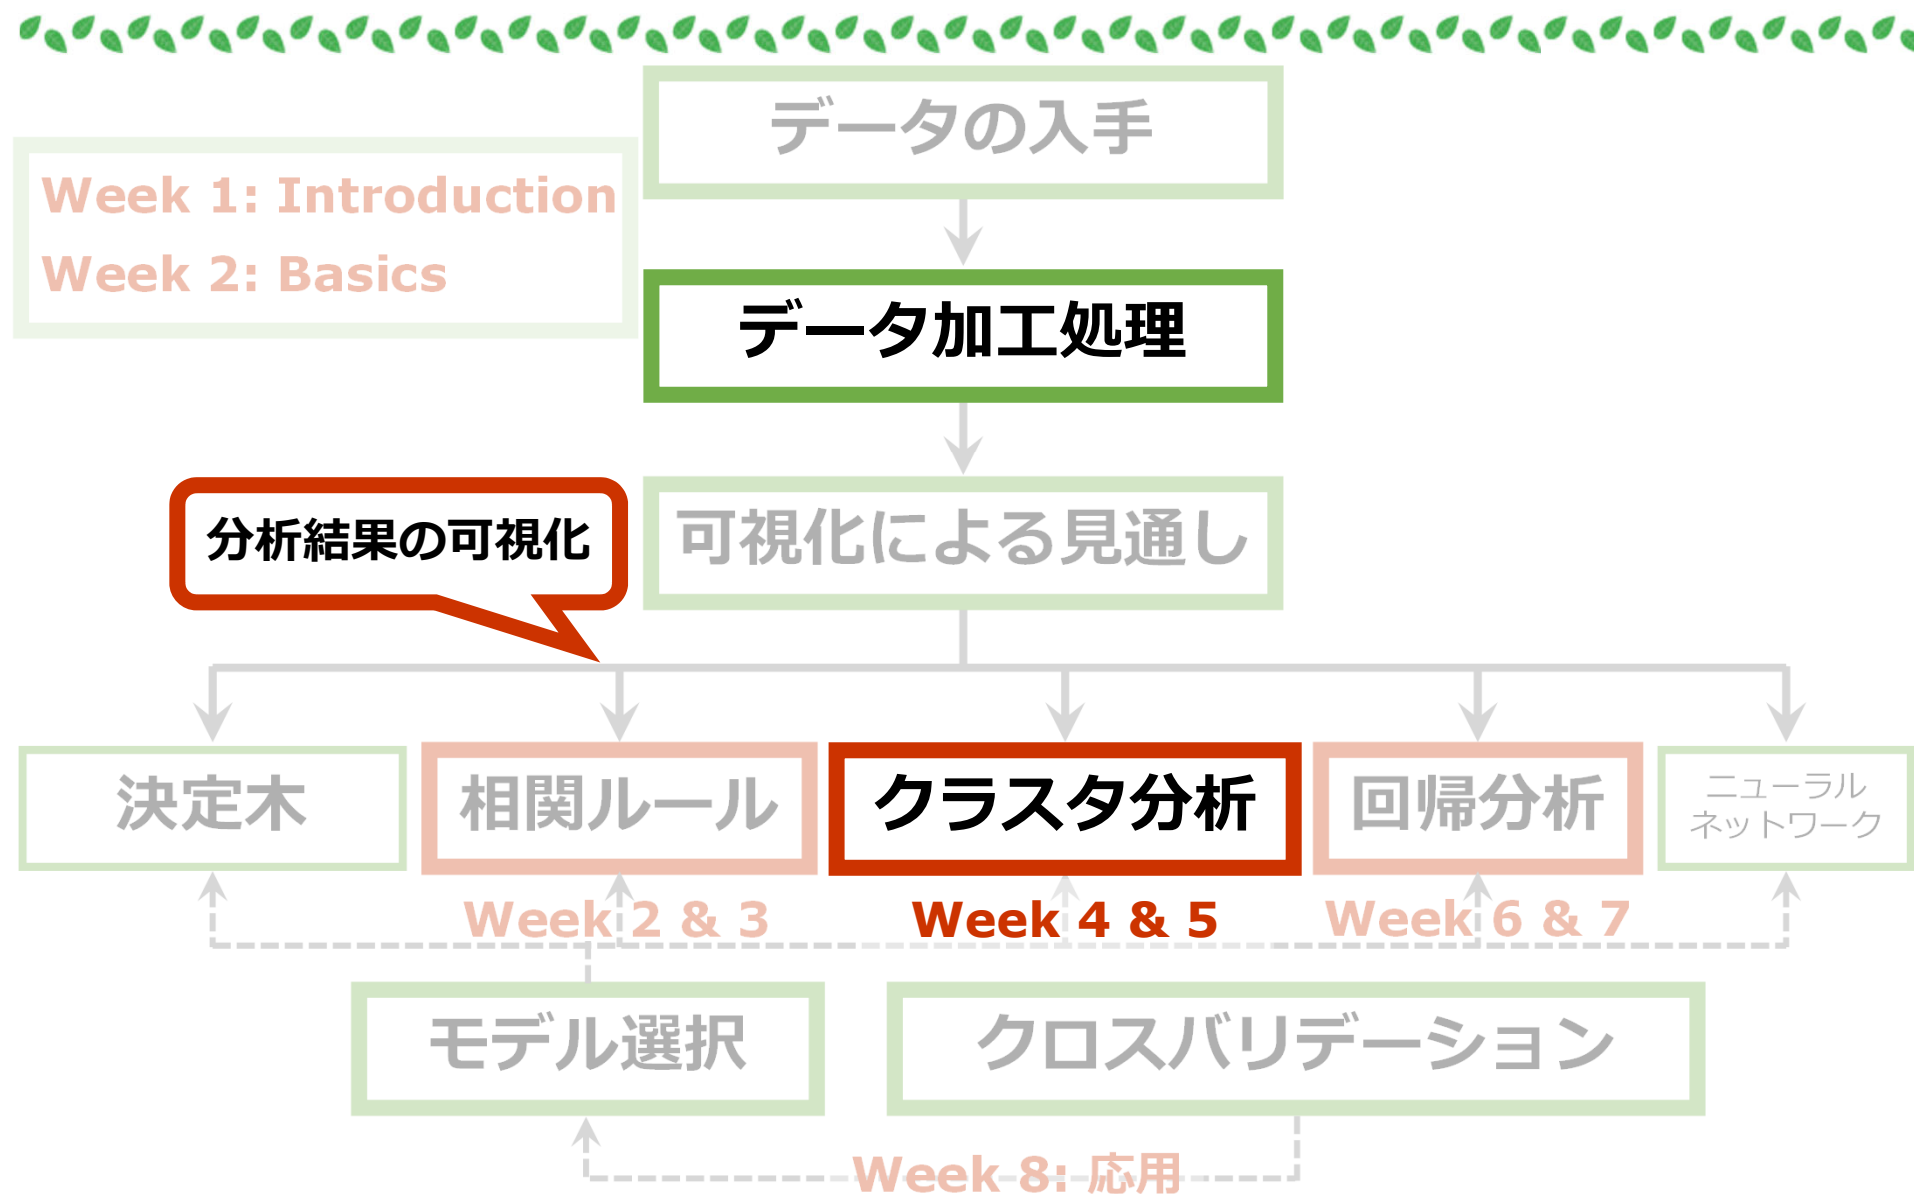 データの入手
Week 1: Introduction
Week 2: Basics
データ加工処理
分析結果の可視化
可視化による見通し
決定木
相関ルール
クラスタ分析
回帰分析
ニューラル
ネットワーク
Week 2 & 3
Week 4 & 5
Week 6 & 7
モデル選択
クロスバリデーション
Week 8: 応用